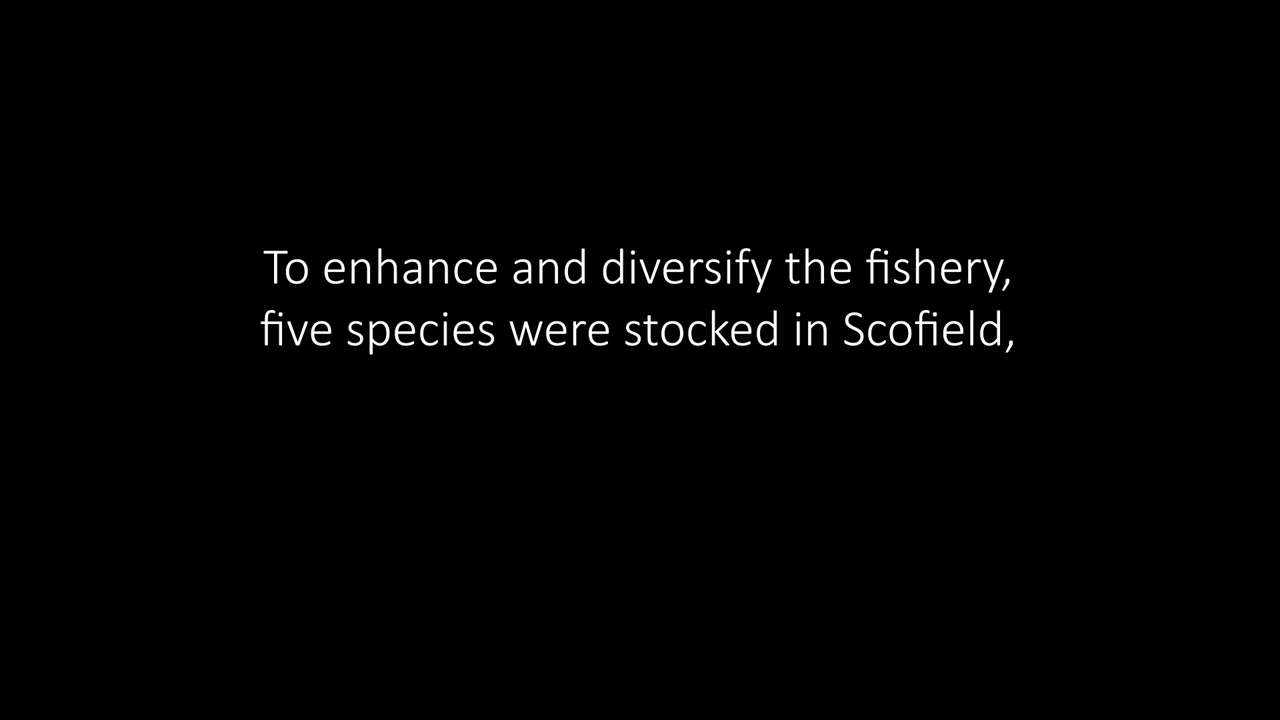 To enhance and diversify the fishery,
five species were stocked in Scofield,